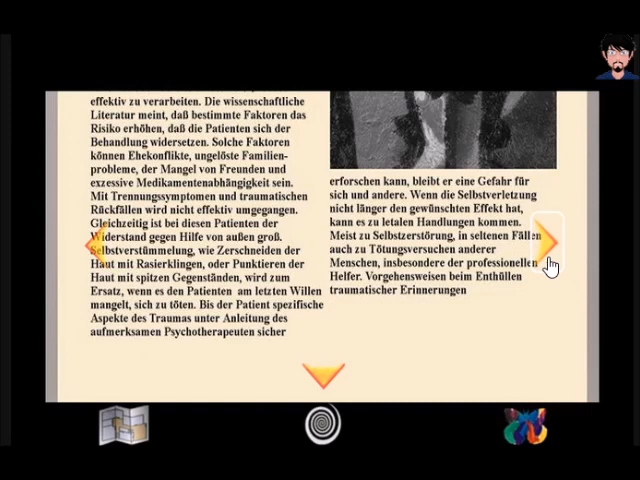 effektiv zu verarbeiten. Die wissenschaftliche
Literatur meint, daß bestimmte Faktoren das
Risiko erhöhen, daß die Patienten sich der
Behandlung widersetzen. Solche Faktoren
können Ehekonflikte, ungelöste Familien-
probleme, der Mangel von Freunden und
exzessive Medikamentenabhängigkeit sein.
Mit Trennungssymptomen und traumatischen
Rückfällen wird nicht effektiv umgegangen.
Gleichzeitig ist bei diesen Patienten der
Widerstand gegen Hilfe von außen groß.
Selbstverstümmelung, wie Zerschneiden der
Haut mit Rasierklingen, oder Punktieren der
Haut mit spitzen Gegenständen, wird zum
Ersatz, wenn es den Patienten am letzten Willen
mangelt, sich zu töten. Bis der Patient spezifische
Aspekte des Traumas unter Anleitung des
aufmerksamen Psychotherapeuten sicher
erforschen kann, bleibt er eine Gefahr für
sich und andere. Wenn die Selbstverletzung
nicht länger den gewünschten Effekt hat,
kann es zu letalen Handlungen kommen.
Meist zu Selbstzerstörung, in seltenen Fällen
auch zu Tötungsversuchen anderer
Menschen, insbesondere der professionellen
Helfer. Vorgehensweisen beim Enthüllen
traumatischer Erinnerungen